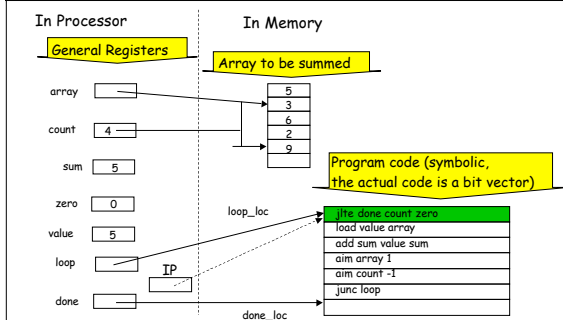 In Processor
In Memory
General Registers
Array to be summed
array
count
4
sum
5
zero
0
value
5
loop
IP
done
5
3
6
2
9
Program code (symbolic,
the actual code is a bit vector)
loop_loc
jlte done count zero
load value array
add sum value sum
aim array 1
aim count -1
junc loop
done_loc